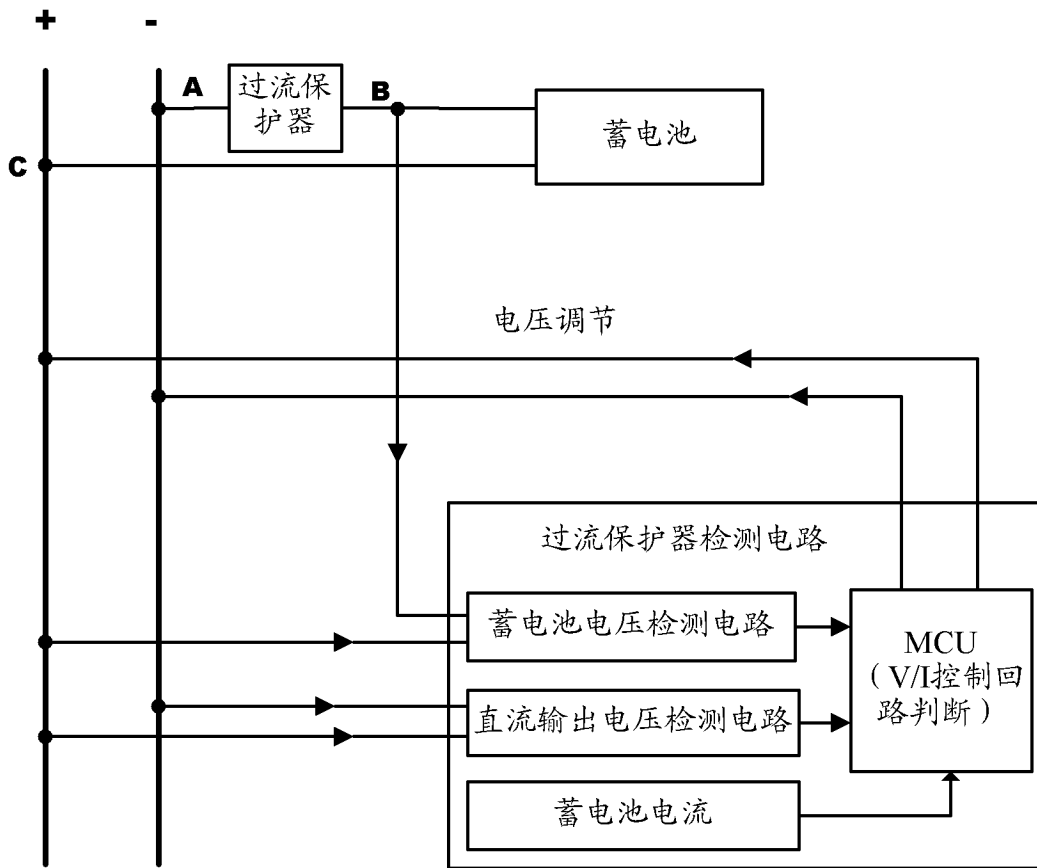 + -
A
过流保
护器
B
蓄电池
C
电压调节
过流保护器检测电路
蓄电池电压检测电路
直流输出电压检测电路
蓄电池电流
MCU
（V/I控制回
路判断）